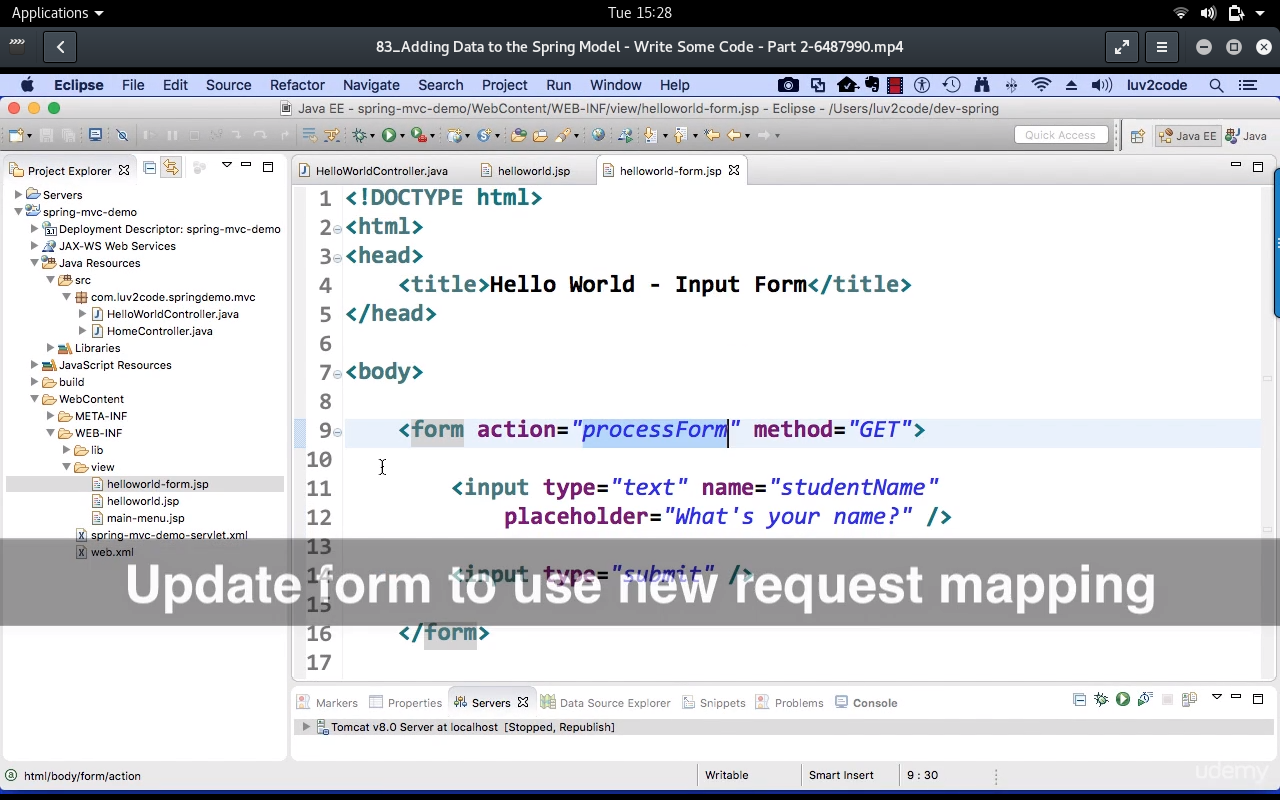 Applications
Tue 15:28
83_Adding Data to the Spring Model - Write Some Code - Part 2-6487990.mp4
Eclipse File Edit Source Refactor Navigate Search Project Run Window Help
luv2code
Java EE - spring-mvc-demo/WebContent/WEB-INF/view/helloworld-form.jsp - Eclipse - /Users/luv2code/dev-spring
Quick Access
Java EE
Java
Project Explorer
HelloWorldController.java
helloworld.jsp
helloworld-form.jsp
Servers
spring-mvc-demo
Deployment Descriptor: spring-mvc-demo
JAX-WS Web Services
Java Resources
src
com.luv2code.springdemo.mvc
HelloWorldController.java
HomeController.java
Libraries
JavaScript Resources
build
WebContent
META-INF
WEB-INF
lib
view
helloworld-form.jsp
helloworld.jsp
main-menu.jsp
spring-mvc-demo-servlet.xml
web.xml
1 <!DOCTYPE html>
2 <html>
3 <head>
4 <title>Hello World - Input Form</title>
5 </head>
6
7 <body>
8
9 <form action="processForm" method="GET">
10
11 <input type="text" name="studentName"
12 placeholder="What's your name?" />
13
14 <input type="submit" />
15
16 </form>
17
Update form to use new request mapping
Markers Properties Servers Data Source Explorer Snippets Problems Console
Tomcat v8.0 Server at localhost [Stopped, Republish]
html/body/form/action
Writable
Smart Insert
9 : 30
udemy